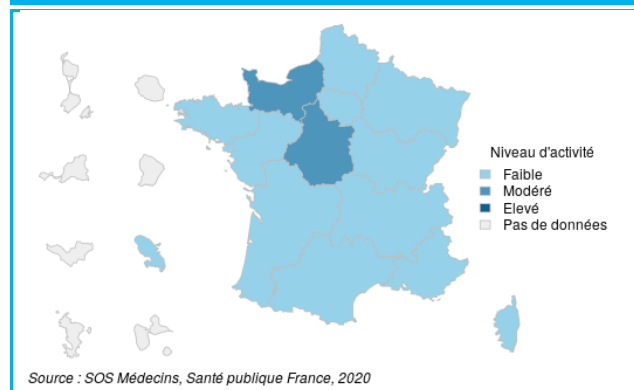 Niveau d'activité
Faible
Modéré
Elevé
Pas de données
Source : SOS Médecins, Santé publique France, 2020